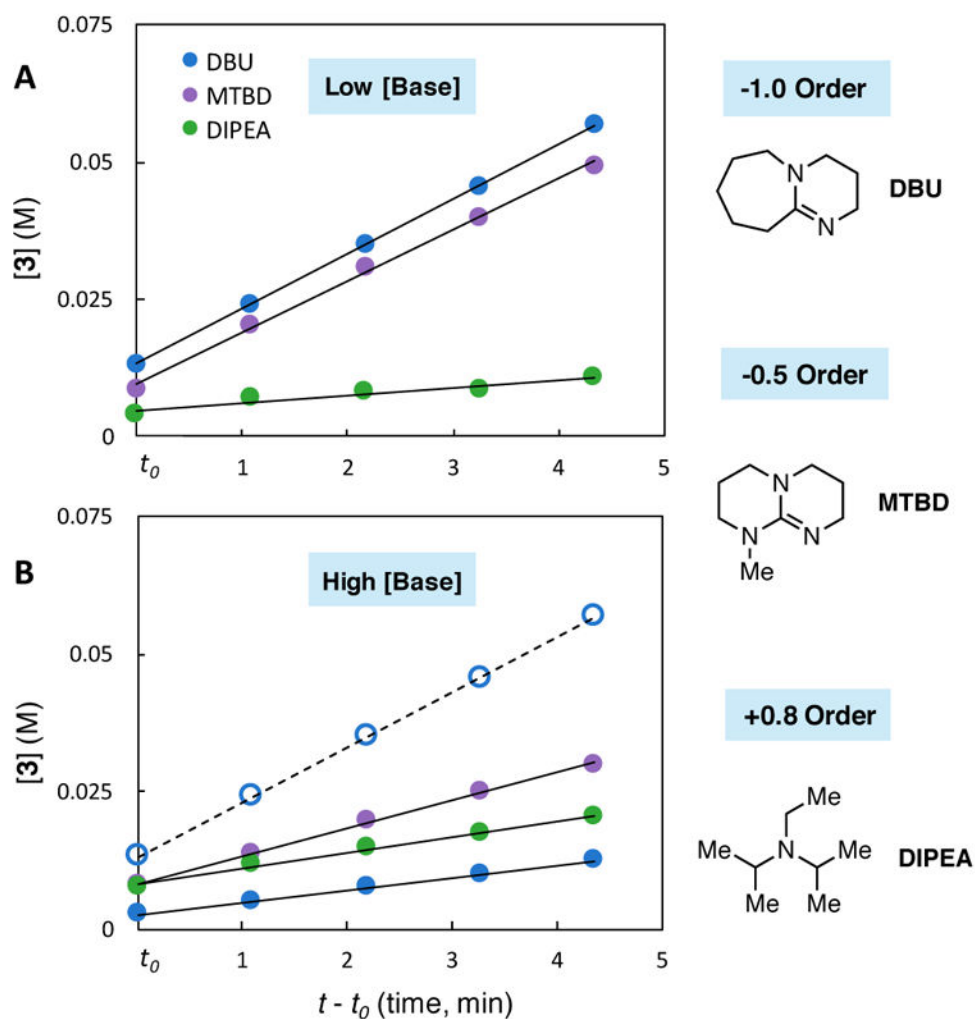 A
0.075
DBU
MTBD
DIPEA
Low [Base]
0.05
0.025
0
[3] (M)
t0 1 2 3 4 5
B
0.075
High [Base]
0.05
0.025
0
[3] (M)
t0 1 2 3 4 5
t - t0 (time, min)
-1.0 Order
N
N
DBU
-0.5 Order
N
N
N
Me
MTBD
+0.8 Order
Me
Me
N
Me
Me
Me
DIPEA